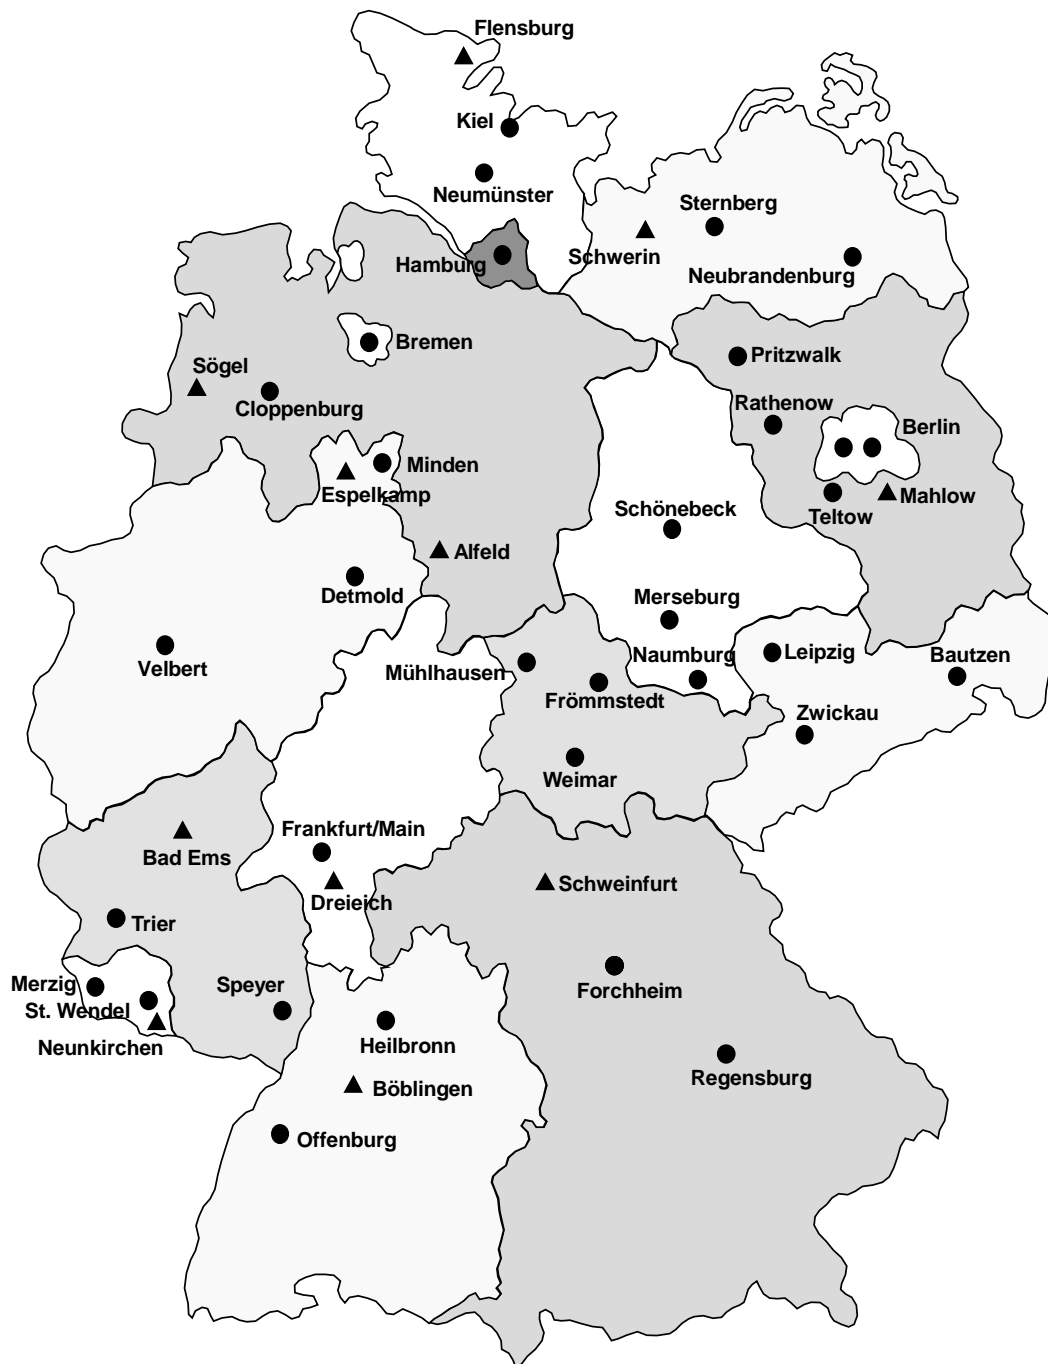 Flensburg
Kiel
Neumünster
Sternberg
Schwerin
Hamburg
Neubrandenburg
Bremen
Pritzwalk
Sögel
Cloppenburg
Rathenow
Berlin
Minden
Espelkamp
Mahlow
Schönebeck
Teltow
Alfeld
Detmold
Merseburg
Naumburg
Leipzig
Bautzen
Velbert
Mühlhausen
Frömmstedt
Zwickau
Weimar
Frankfurt/Main
Bad Ems
Schweinfurt
Dreieich
Trier
Merzig
Speyer
Forchheim
St. Wendel
Neunkirchen
Heilbronn
Regensburg
Böblingen
Offenburg